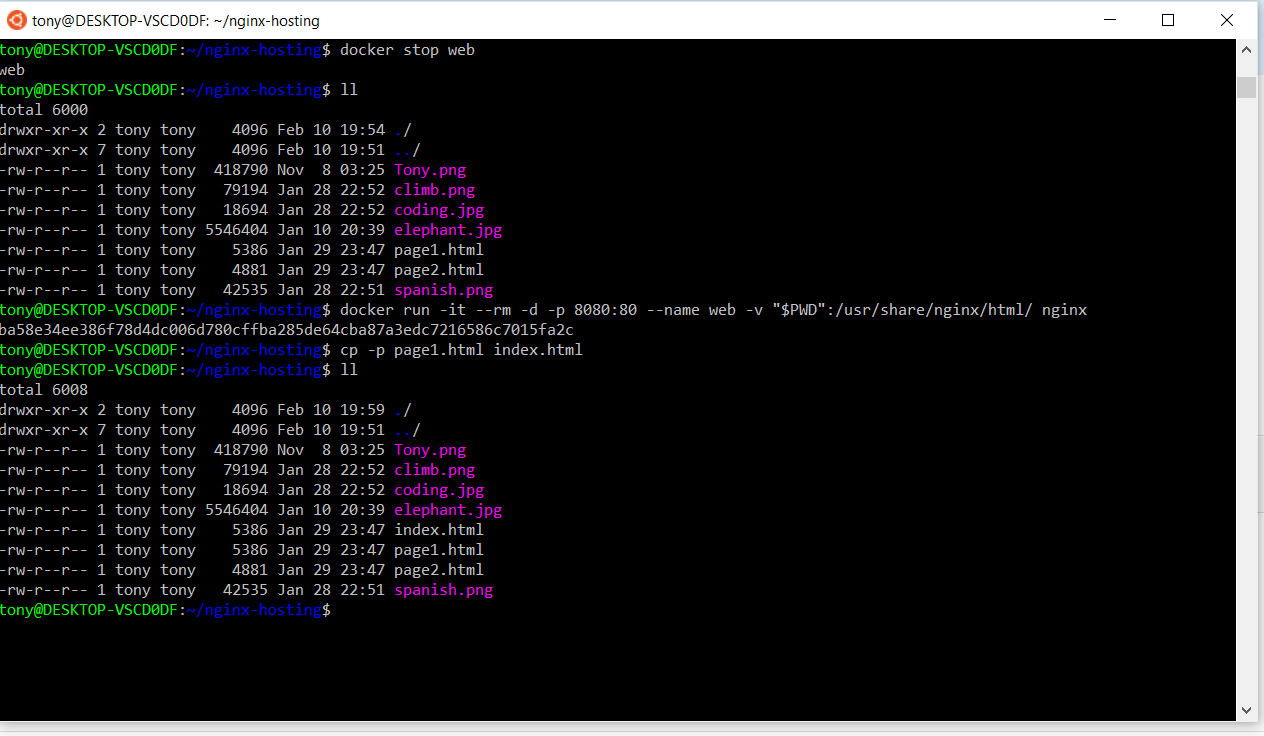 tony@DESKTOP-VSCD0DF: ~/nginx-hosting
tony@DESKTOP-VSCD0DF:~/nginx-hosting$ docker stop web
web
tony@DESKTOP-VSCD0DF:~/nginx-hosting$ ll
total 6000
drwxr-xr-x 2 tony tony    4096 Feb 10 19:54 ./
drwxr-xr-x 7 tony tony    4096 Feb 10 19:51 ../
-rw-r--r-- 1 tony tony  418790 Nov  8 03:25 Tony.png
-rw-r--r-- 1 tony tony   79194 Jan 28 22:52 climb.png
-rw-r--r-- 1 tony tony   18694 Jan 28 22:52 coding.jpg
-rw-r--r-- 1 tony tony 5546404 Jan 10 20:39 elephant.jpg
-rw-r--r-- 1 tony tony    5386 Jan 29 23:47 page1.html
-rw-r--r-- 1 tony tony    4881 Jan 29 23:47 page2.html
-rw-r--r-- 1 tony tony   42535 Jan 28 22:51 spanish.png
tony@DESKTOP-VSCD0DF:~/nginx-hosting$ docker run -it --rm -d -p 8080:80 --name web -v "$PWD":/usr/share/nginx/html/ nginx
ba58e34ee386f78d4dc006d780cffba285de64cba87a3edc7216586c7015fa2c
tony@DESKTOP-VSCD0DF:~/nginx-hosting$ cp -p page1.html index.html
tony@DESKTOP-VSCD0DF:~/nginx-hosting$ ll
total 6008
drwxr-xr-x 2 tony tony    4096 Feb 10 19:59 ./
drwxr-xr-x 7 tony tony    4096 Feb 10 19:51 ../
-rw-r--r-- 1 tony tony  418790 Nov  8 03:25 Tony.png
-rw-r--r-- 1 tony tony   79194 Jan 28 22:52 climb.png
-rw-r--r-- 1 tony tony   18694 Jan 28 22:52 coding.jpg
-rw-r--r-- 1 tony tony 5546404 Jan 10 20:39 elephant.jpg
-rw-r--r-- 1 tony tony    5386 Jan 29 23:47 index.html
-rw-r--r-- 1 tony tony    5386 Jan 29 23:47 page1.html
-rw-r--r-- 1 tony tony    4881 Jan 29 23:47 page2.html
-rw-r--r-- 1 tony tony   42535 Jan 28 22:51 spanish.png
tony@DESKTOP-VSCD0DF:~/nginx-hosting$